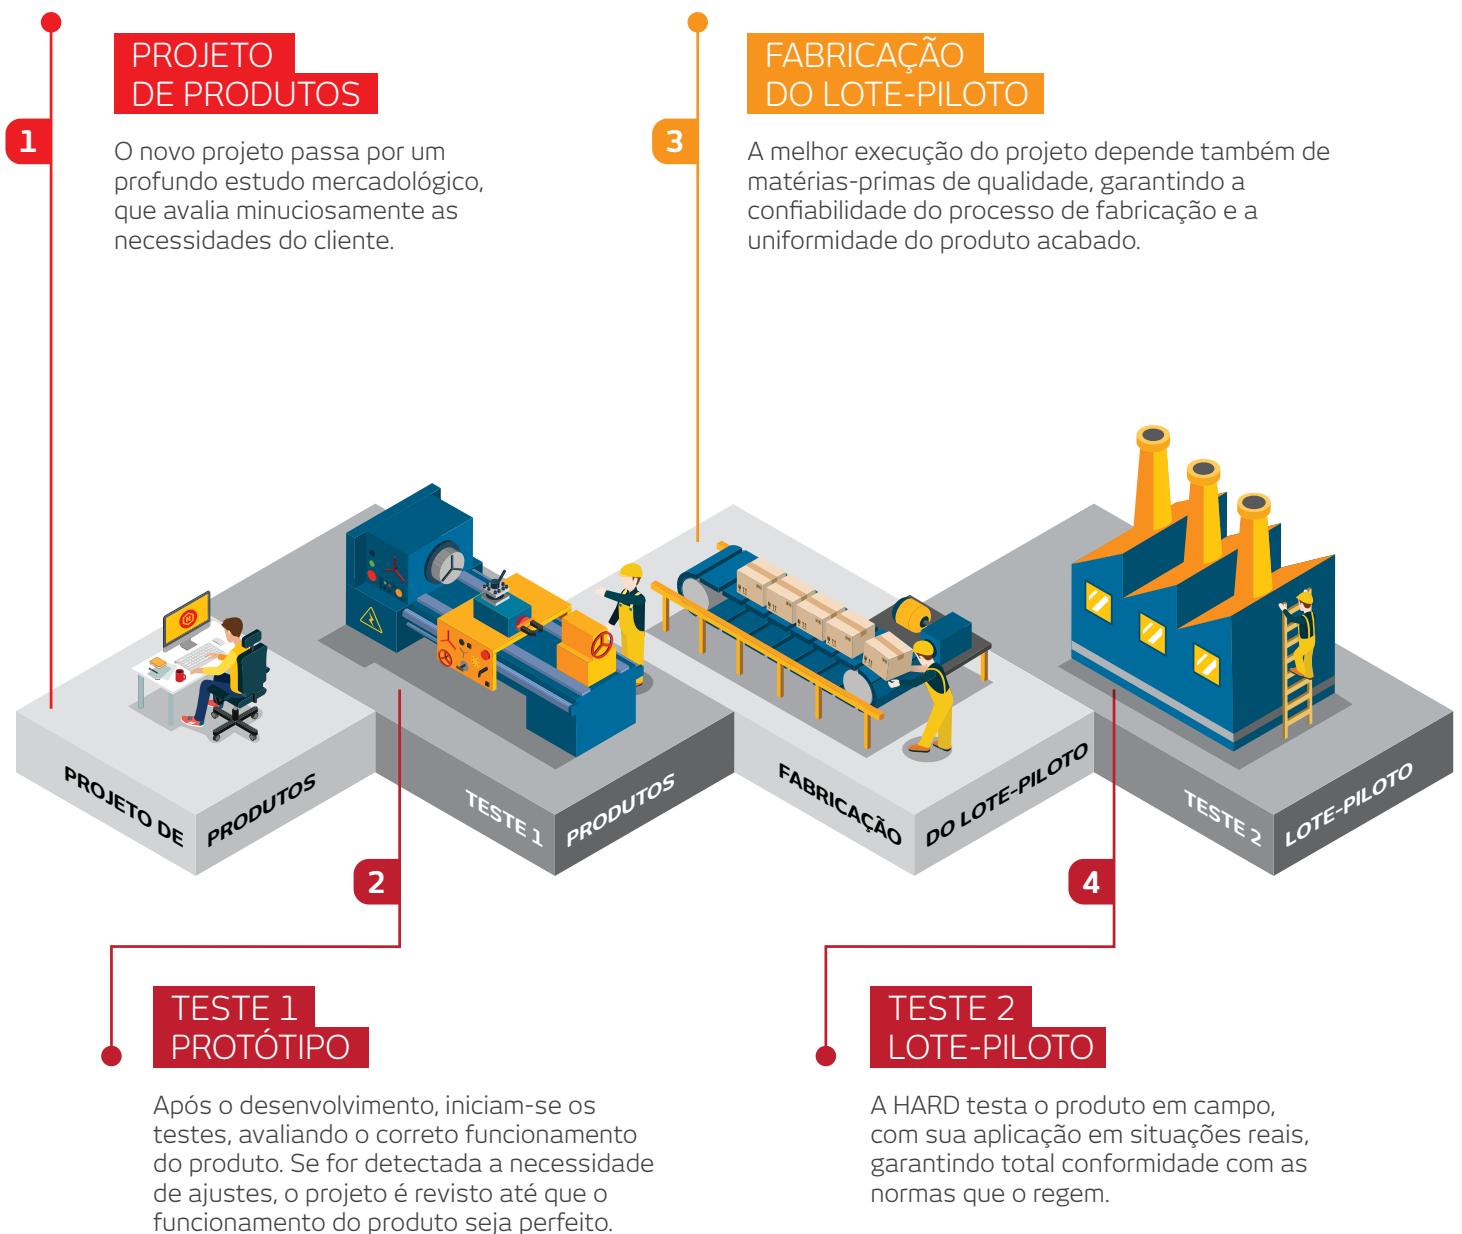 1
PROJETO
DE PRODUTOS
O novo projeto passa por um
profundo estudo mercadológico,
que avalia minuciosamente as
necessidades do cliente.
3
FABRICAÇÃO
DO LOTE-PILOTO
A melhor execução do projeto depende também de
matérias-primas de qualidade, garantindo a
confiabilidade do processo de fabricação e a
uniformidade do produto acabado.
H
PROJETO DE
PRODUTOS
TESTE 1
PRODUTOS
FABRICAÇÃO
DO LOTE-PILOTO
TESTE 2
LOTE-PILOTO
2
TESTE 1
PROTÓTIPO
Após o desenvolvimento, iniciam-se os
testes, avaliando o correto funcionamento
do produto. Se for detectada a necessidade
de ajustes, o projeto é revisto até que o
funcionamento do produto seja perfeito.
4
TESTE 2
LOTE-PILOTO
A HARD testa o produto em campo,
com sua aplicação em situações reais,
garantindo total conformidade com as
normas que o regem.